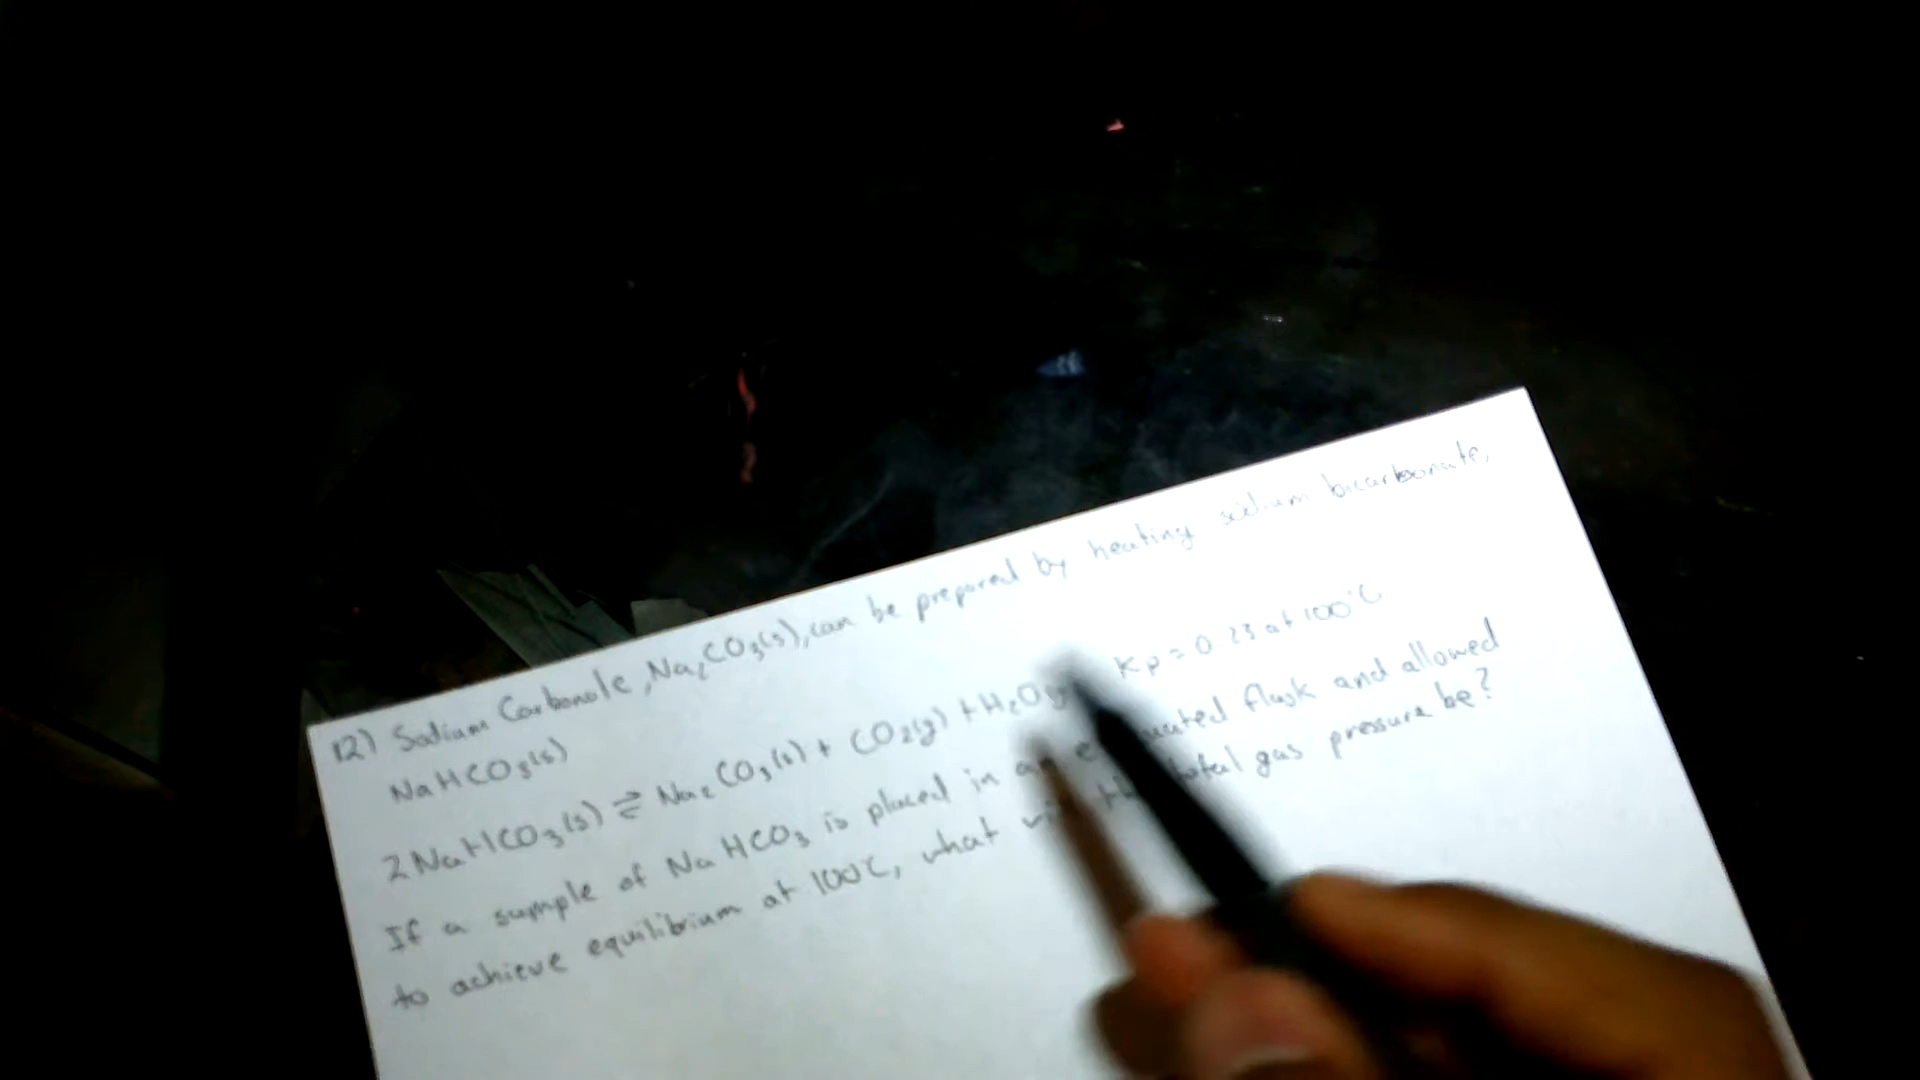 12) Sodium Carbonate, Na2CO3(s), can be prepared by heating sodium bicarbonate,
NaHCO3(s)
2NaHCO3(s) ⇌ Na2CO3(s) + CO2(g) + H2O Kp = 0.23 at 100°C
If a sample of NaHCO3 is placed in an flask and allowed
to achieve equilibrium at 100°C, what total gas pressure be?